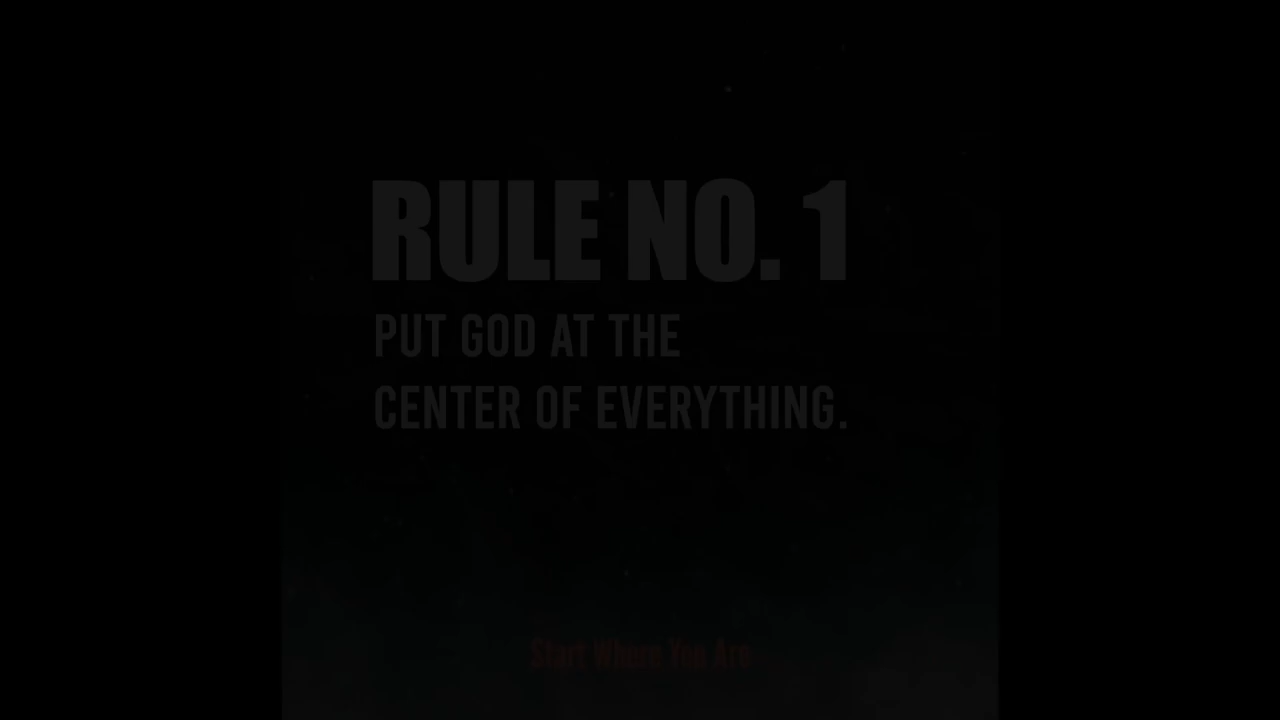 RULE NO. 1
PUT GOD AT THE
CENTER OF EVERYTHING.
Start Where You Are